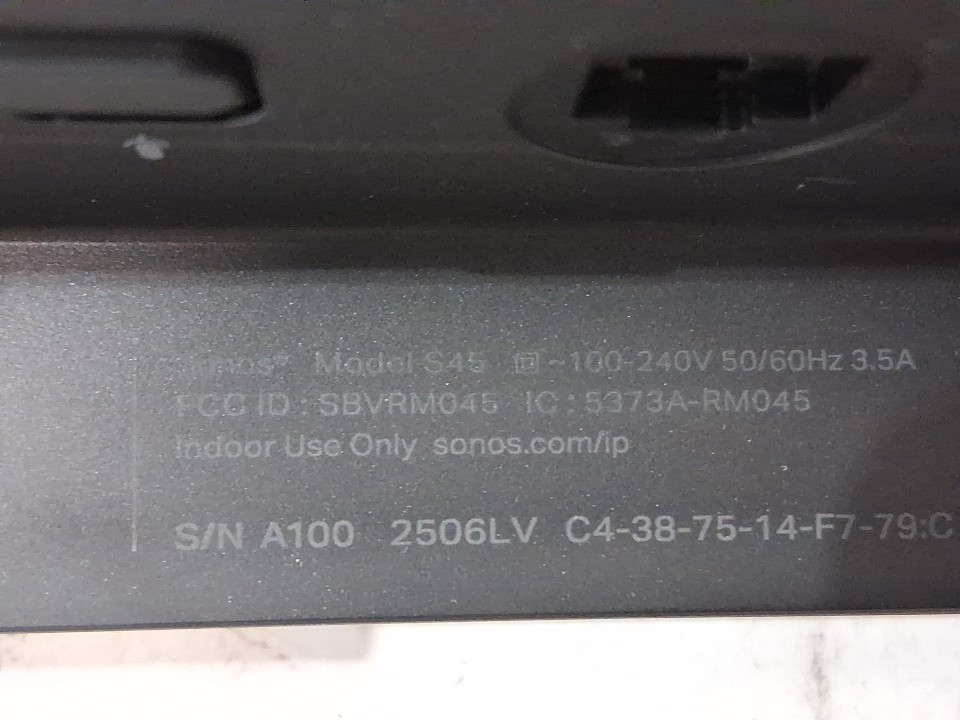 Sonos® Model S45 ~100-240V 50/60Hz 3.5A
FCC ID : SBVRM045 IC : 5373A-RM045
Indoor Use Only sonos.com/ip
S/N A100 2506LV C4-38-75-14-F7-79:C